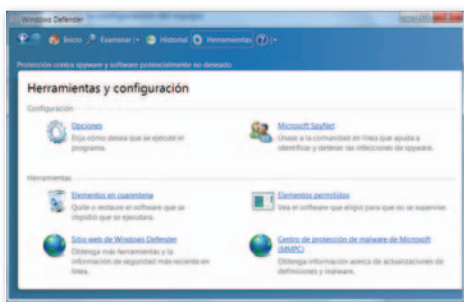 Windows Defender
Inicio Examinar Historial Herramientas
Protección contra spyware y software potencialmente no deseado
Herramientas y configuración
Configuración
Opciones
Elija cómo desea que se ejecute el
programa.
Microsoft SpyNet
Únase a la comunidad en línea que ayuda a
identificar y detener las infecciones de spyware.
Herramientas
Elementos en cuarentena
Quite o restaure el software que se
impidió que se ejecutara.
Elementos permitidos
Vea el software que eligió para que no se supervise.
Sitio web de Windows Defender
Obtenga más herramientas y la
información de seguridad más reciente en
línea.
Centro de protección de malware de Microsoft
(MMPC)
Obtenga información acerca de actualizaciones de
definiciones y malware.